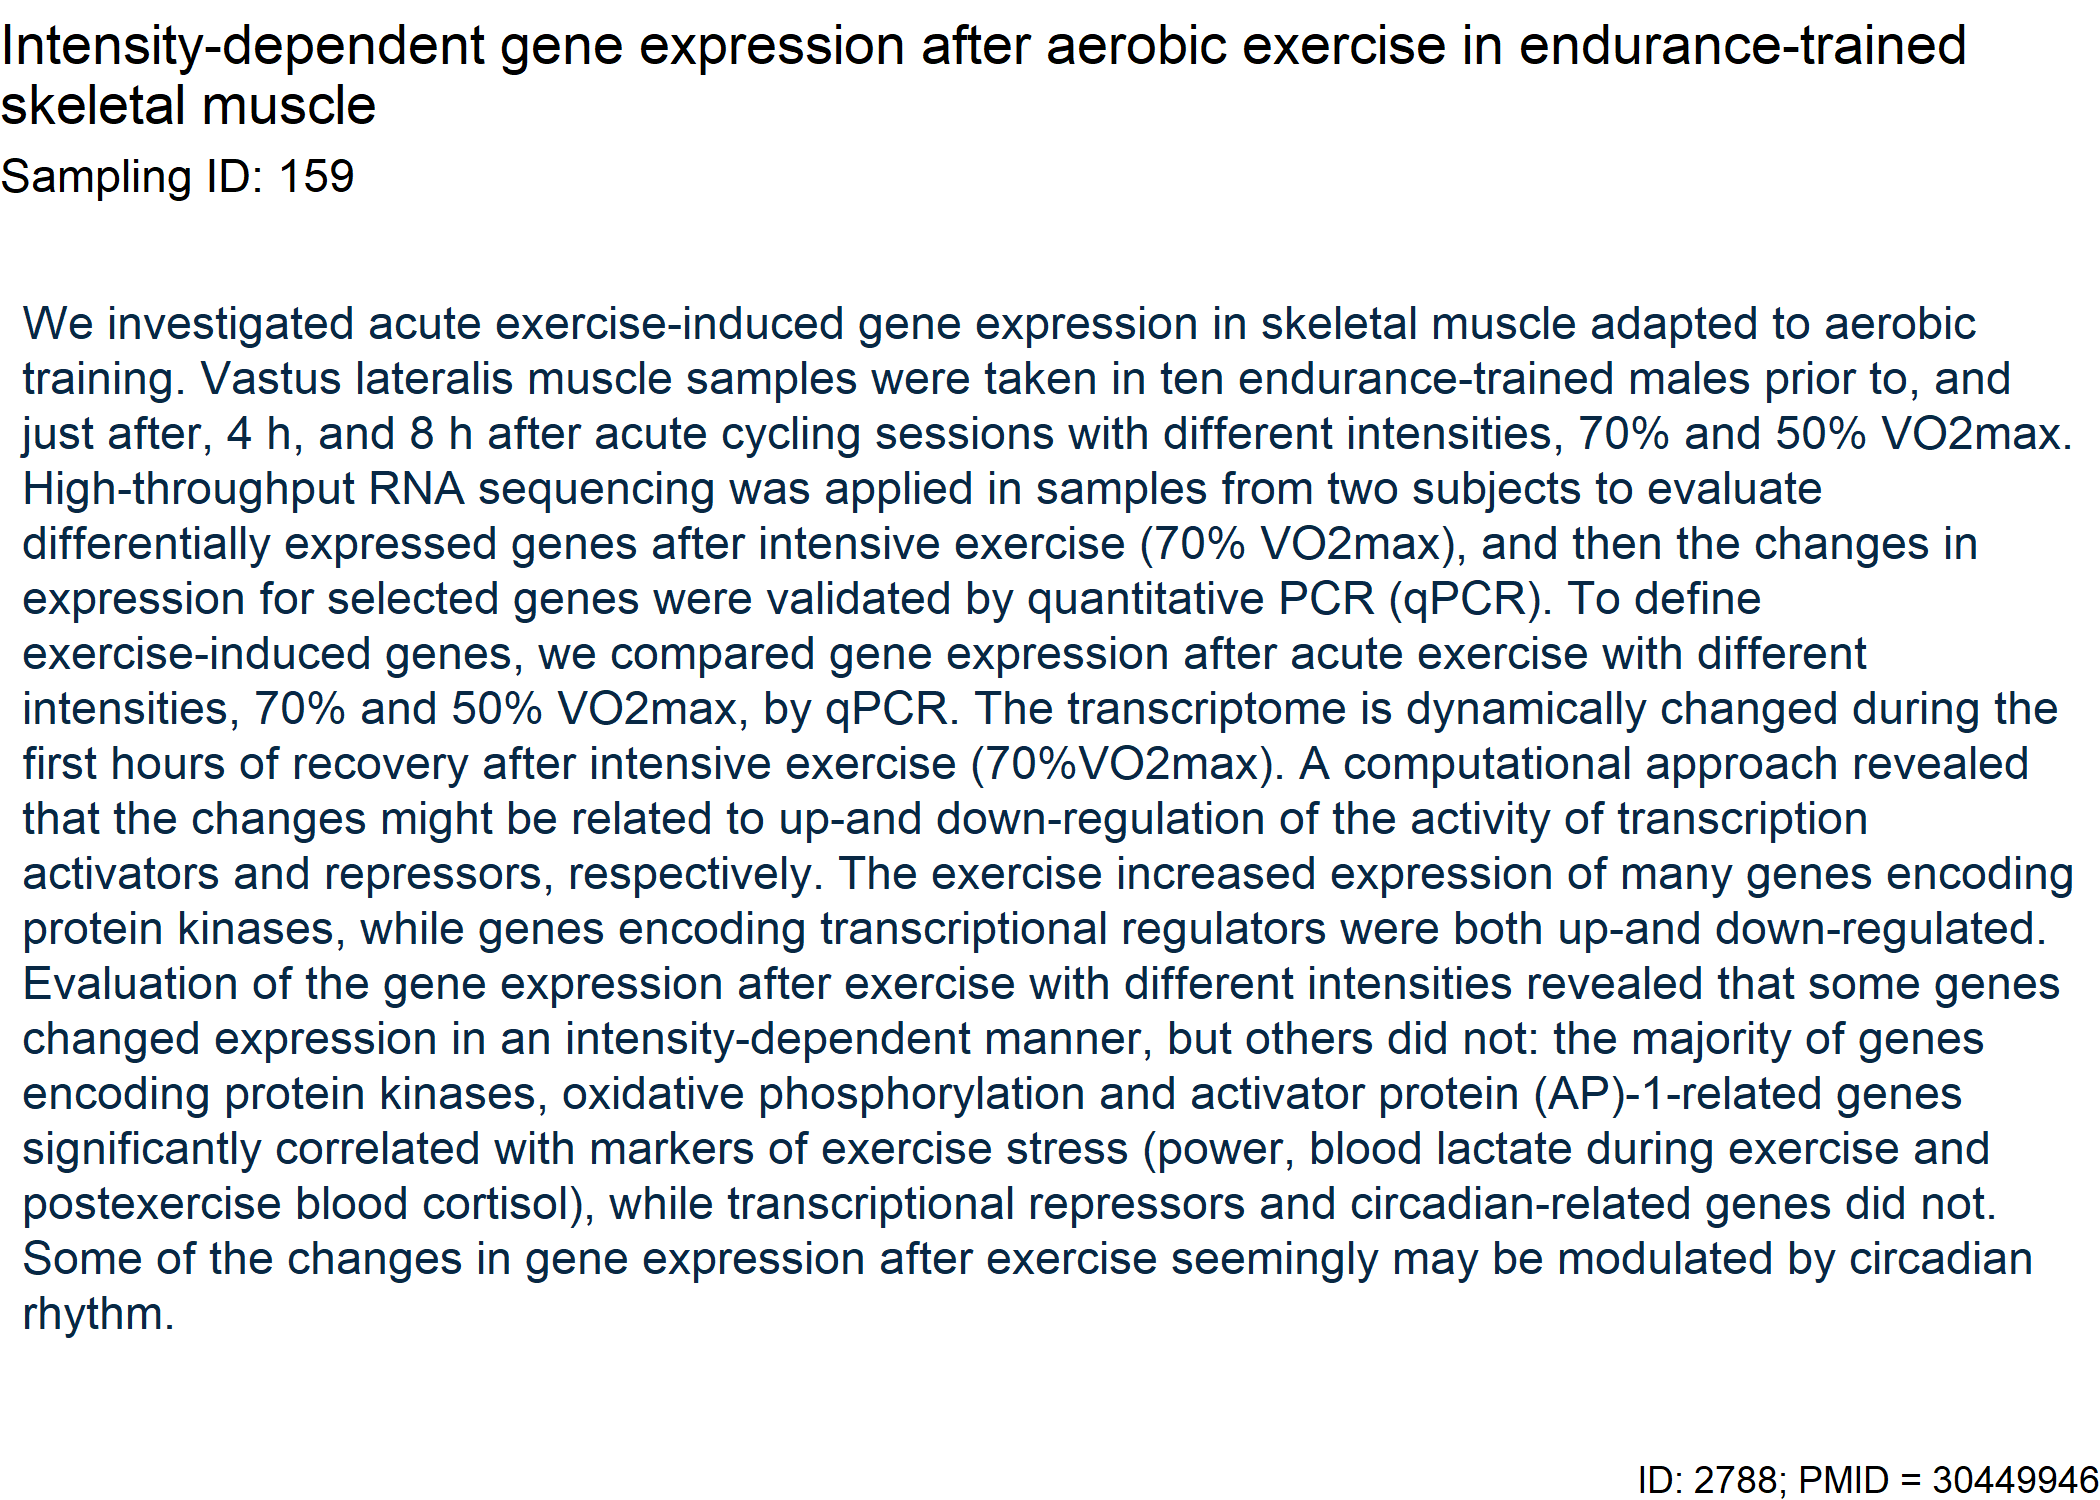 Intensity-dependent gene expression after aerobic exercise in endurance-trained
skeletal muscle
Sampling ID: 159
We investigated acute exercise-induced gene expression in skeletal muscle adapted to aerobic
training. Vastus lateralis muscle samples were taken in ten endurance-trained males prior to, and
just after, 4 h, and 8 h after acute cycling sessions with different intensities, 70% and 50% VO2max.
High-throughput RNA sequencing was applied in samples from two subjects to evaluate
differentially expressed genes after intensive exercise (70% VO2max), and then the changes in
expression for selected genes were validated by quantitative PCR (qPCR). To define
exercise-induced genes, we compared gene expression after acute exercise with different
intensities, 70% and 50% VO2max, by qPCR. The transcriptome is dynamically changed during the
first hours of recovery after intensive exercise (70%VO2max). A computational approach revealed
that the changes might be related to up-and down-regulation of the activity of transcription
activators and repressors, respectively. The exercise increased expression of many genes encoding
protein kinases, while genes encoding transcriptional regulators were both up-and down-regulated.
Evaluation of the gene expression after exercise with different intensities revealed that some genes
changed expression in an intensity-dependent manner, but others did not: the majority of genes
encoding protein kinases, oxidative phosphorylation and activator protein (AP)-1-related genes
significantly correlated with markers of exercise stress (power, blood lactate during exercise and
postexercise blood cortisol), while transcriptional repressors and circadian-related genes did not.
Some of the changes in gene expression after exercise seemingly may be modulated by circadian
rhythm.
ID: 2788; PMID = 30449946